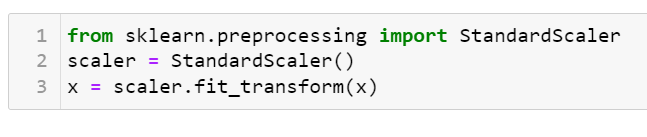 1 from sklearn.preprocessing import StandardScaler
2 scaler = StandardScaler()
3 x = scaler.fit_transform(x)